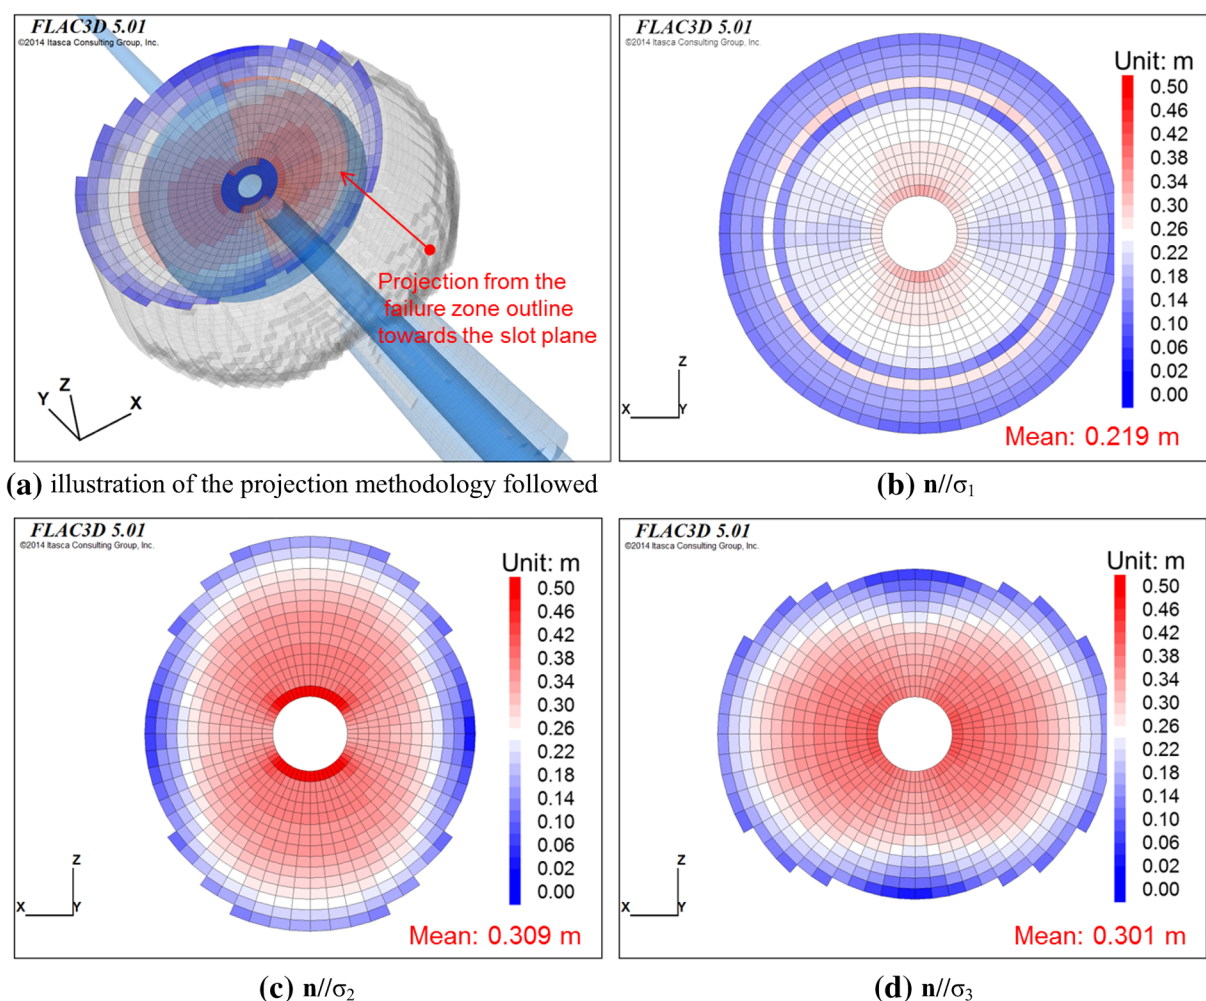 FLAC3D 5.01
©2014 Itasca Consulting Group, Inc.
Projection from the
failure zone outline
towards the slot plane
Z
Y
X
(a) illustration of the projection methodology followed
FLAC3D 5.01
©2014 Itasca Consulting Group, Inc.
Unit: m
0.50
0.46
0.42
0.38
0.34
0.30
0.26
0.22
0.18
0.14
0.10
0.06
0.02
0.00
Z
X
Y
Mean: 0.219 m
(b) n//σ₁
FLAC3D 5.01
©2014 Itasca Consulting Group, Inc.
Unit: m
0.50
0.46
0.42
0.38
0.34
0.30
0.26
0.22
0.18
0.14
0.10
0.06
0.02
0.00
Z
X
Y
Mean: 0.309 m
(c) n//σ₂
FLAC3D 5.01
©2014 Itasca Consulting Group, Inc.
Unit: m
0.50
0.46
0.42
0.38
0.34
0.30
0.26
0.22
0.18
0.14
0.10
0.06
0.02
0.00
Z
X
Y
Mean: 0.301 m
(d) n//σ₃